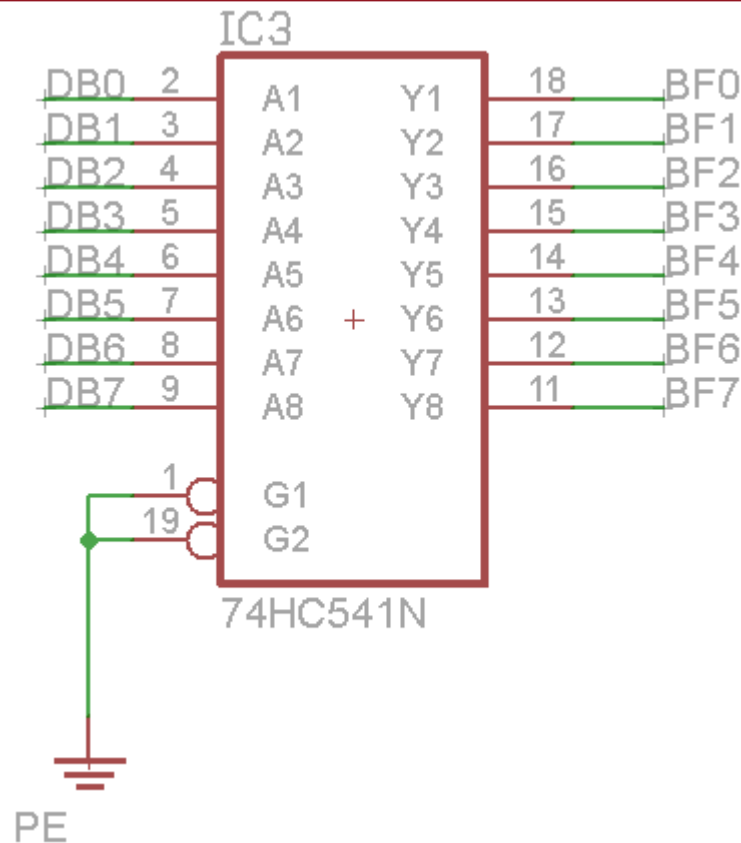 IC3
DB0 2 A1 Y1 18 BF0
DB1 3 A2 Y2 17 BF1
DB2 4 A3 Y3 16 BF2
DB3 5 A4 Y4 15 BF3
DB4 6 A5 Y5 14 BF4
DB5 7 A6 Y6 13 BF5
DB6 8 A7 Y7 12 BF6
DB7 9 A8 Y8 11 BF7
1 G1
19 G2
74HC541N
PE